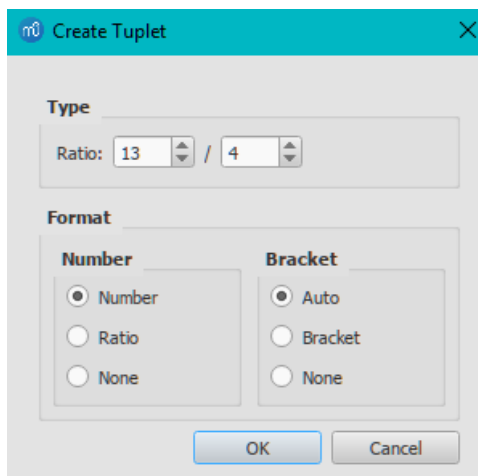 Create Tuplet
Type
Ratio: 13 / 4
Format
Number Bracket
Number Auto
Ratio Bracket
None None
OK Cancel